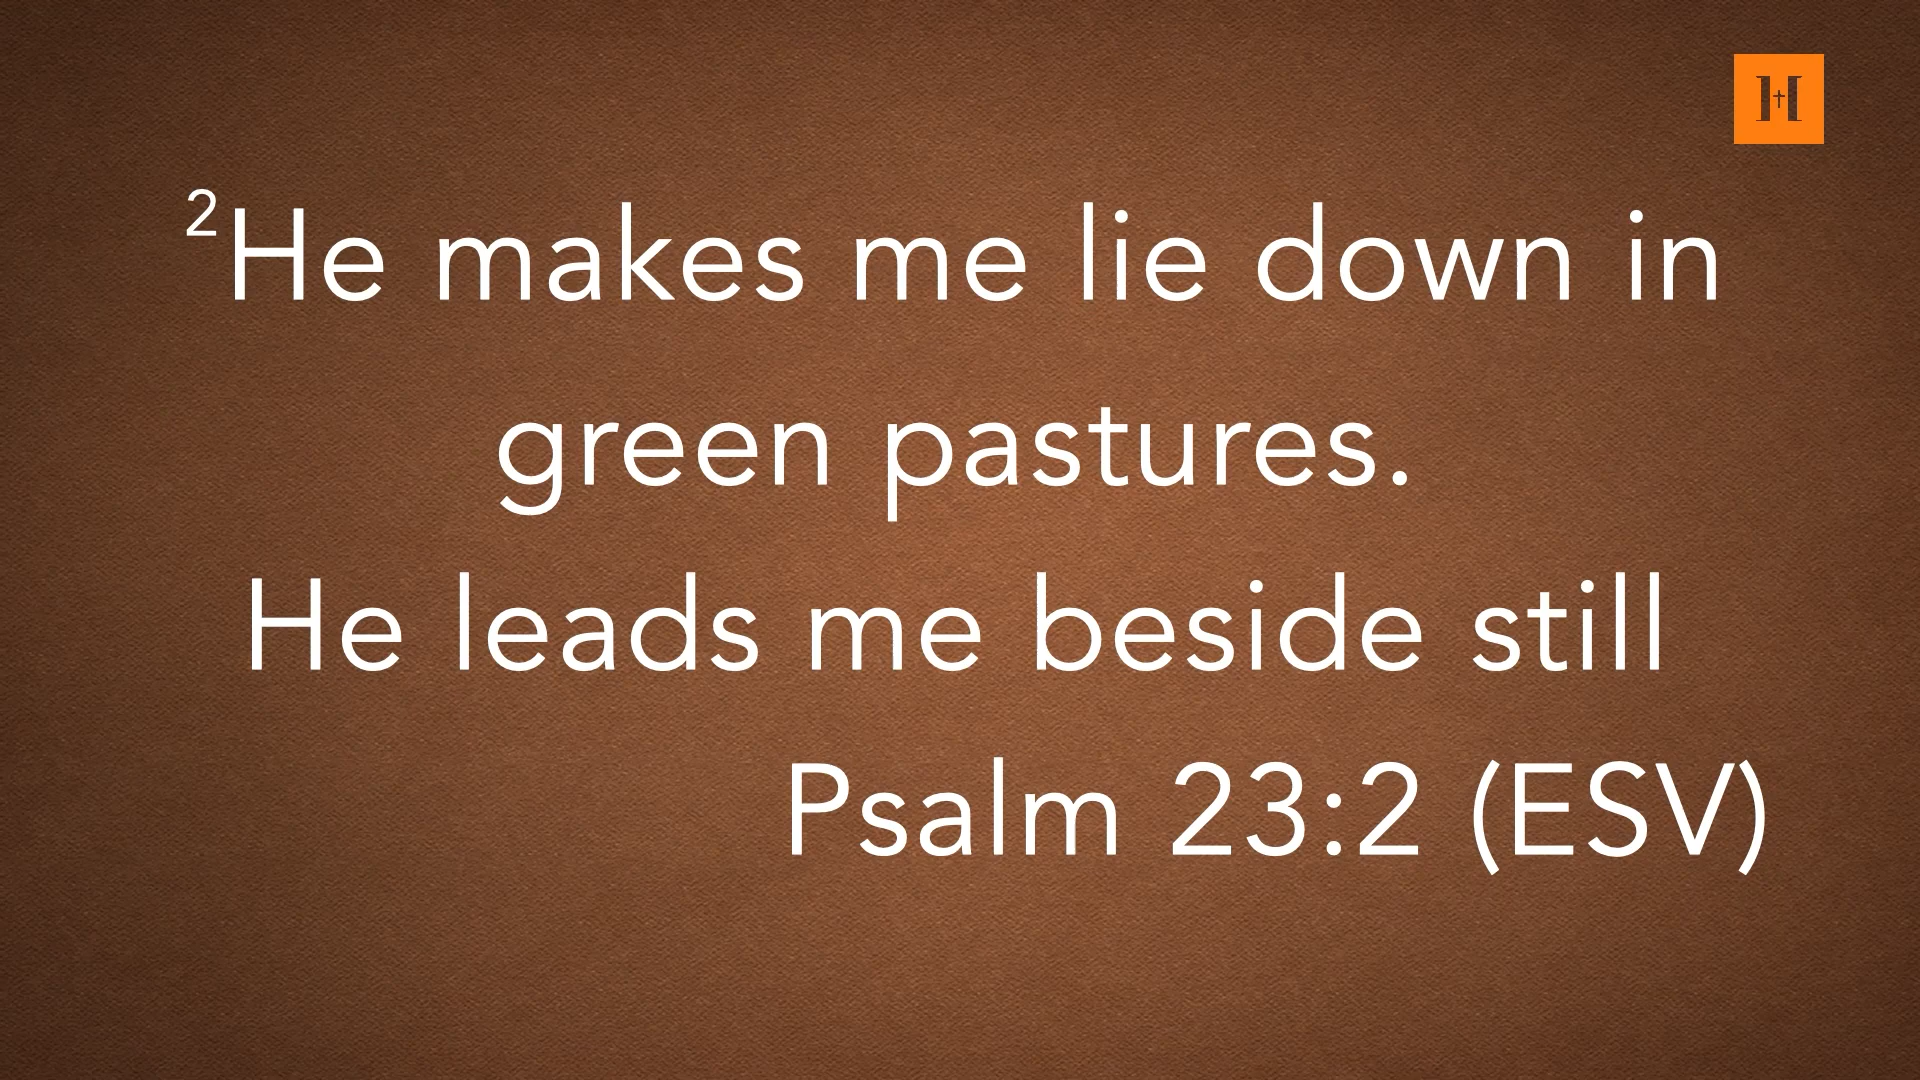 ²He makes me lie down in
green pastures.
He leads me beside still
Psalm 23:2 (ESV)
H